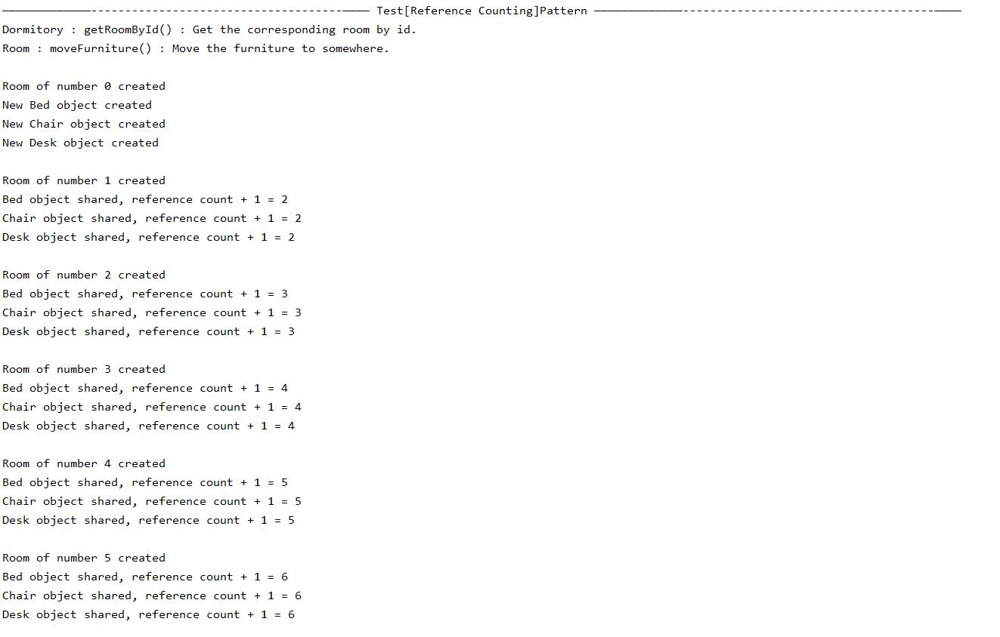 ———————————————————————————————————————————————————— Test[Reference Counting]Pattern ————————————————————————————————————————————————————
Dormitory : getRoomById() : Get the corresponding room by id.
Room : moveFurniture() : Move the furniture to somewhere.
Room of number 0 created
New Bed object created
New Chair object created
New Desk object created
Room of number 1 created
Bed object shared, reference count + 1 = 2
Chair object shared, reference count + 1 = 2
Desk object shared, reference count + 1 = 2
Room of number 2 created
Bed object shared, reference count + 1 = 3
Chair object shared, reference count + 1 = 3
Desk object shared, reference count + 1 = 3
Room of number 3 created
Bed object shared, reference count + 1 = 4
Chair object shared, reference count + 1 = 4
Desk object shared, reference count + 1 = 4
Room of number 4 created
Bed object shared, reference count + 1 = 5
Chair object shared, reference count + 1 = 5
Desk object shared, reference count + 1 = 5
Room of number 5 created
Bed object shared, reference count + 1 = 6
Chair object shared, reference count + 1 = 6
Desk object shared, reference count + 1 = 6